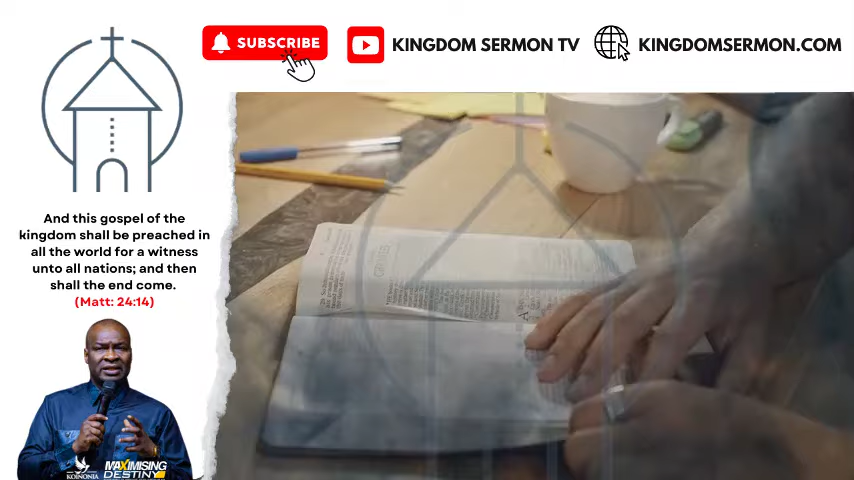 SUBSCRIBE
KINGDOM SERMON TV
KINGDOMSERMON.COM
And this gospel of the
kingdom shall be preached in
all the world for a witness
unto all nations; and then
shall the end come.
(Matt: 24:14)
KOINONIA
MAXIMISING
DESTINY